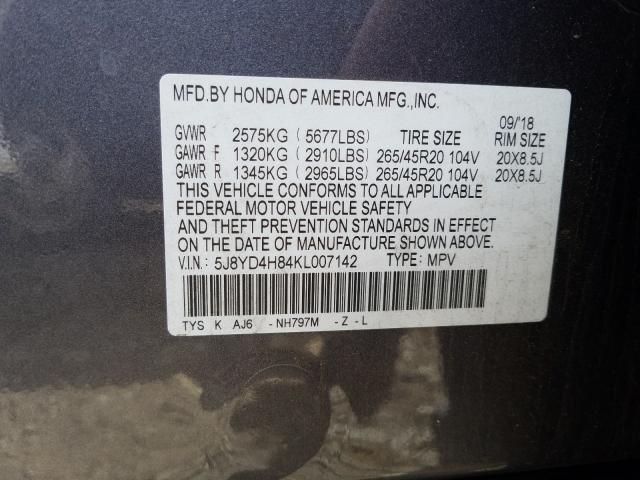 MFD.BY HONDA OF AMERICA MFG.,INC.
09/'18
GVWR 2575KG ( 5677LBS) TIRE SIZE RIM SIZE
GAWR F 1320KG ( 2910LBS) 265/45R20 104V 20X8.5J
GAWR R 1345KG ( 2965LBS) 265/45R20 104V 20X8.5J
THIS VEHICLE CONFORMS TO ALL APPLICABLE
FEDERAL MOTOR VEHICLE SAFETY
AND THEFT PREVENTION STANDARDS IN EFFECT
ON THE DATE OF MANUFACTURE SHOWN ABOVE.
V.I.N.: 5J8YD4H84KL007142 TYPE: MPV
TYS K AJ6 -NH797M -Z -L